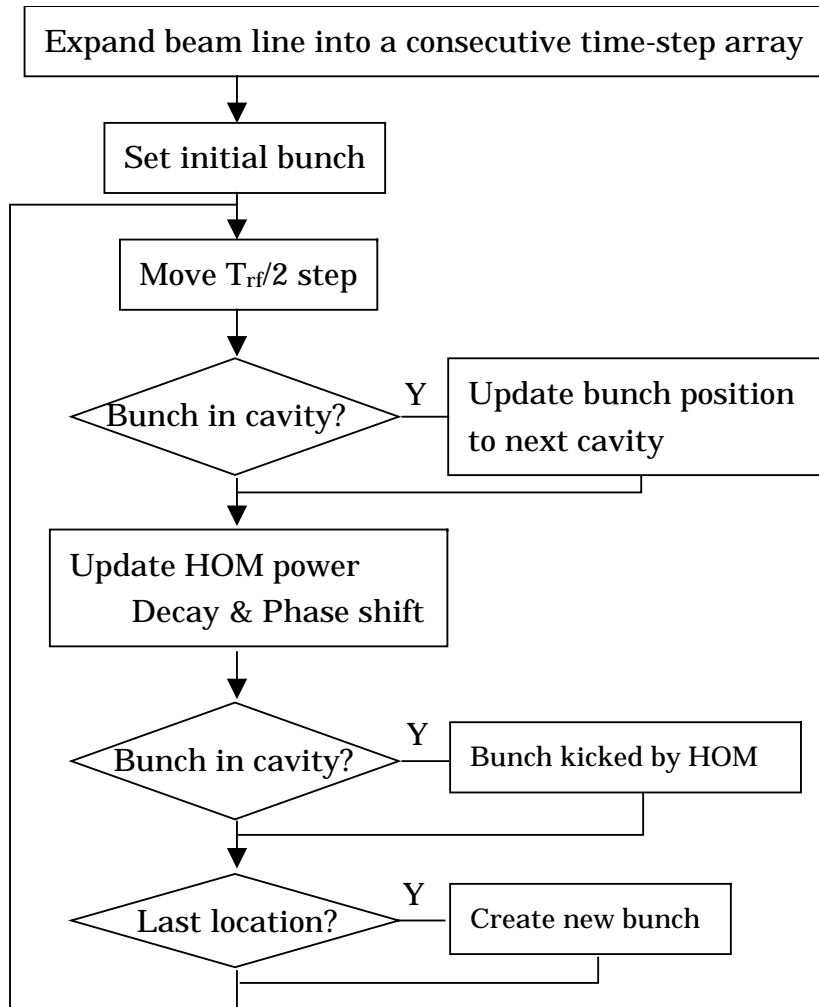 Expand beam line into a consecutive time-step array
Set initial bunch
Move Trf/2 step
Bunch in cavity?
Y
Update bunch position
to next cavity
Update HOM power
Decay & Phase shift
Bunch in cavity?
Y
Bunch kicked by HOM
Last location?
Y
Create new bunch